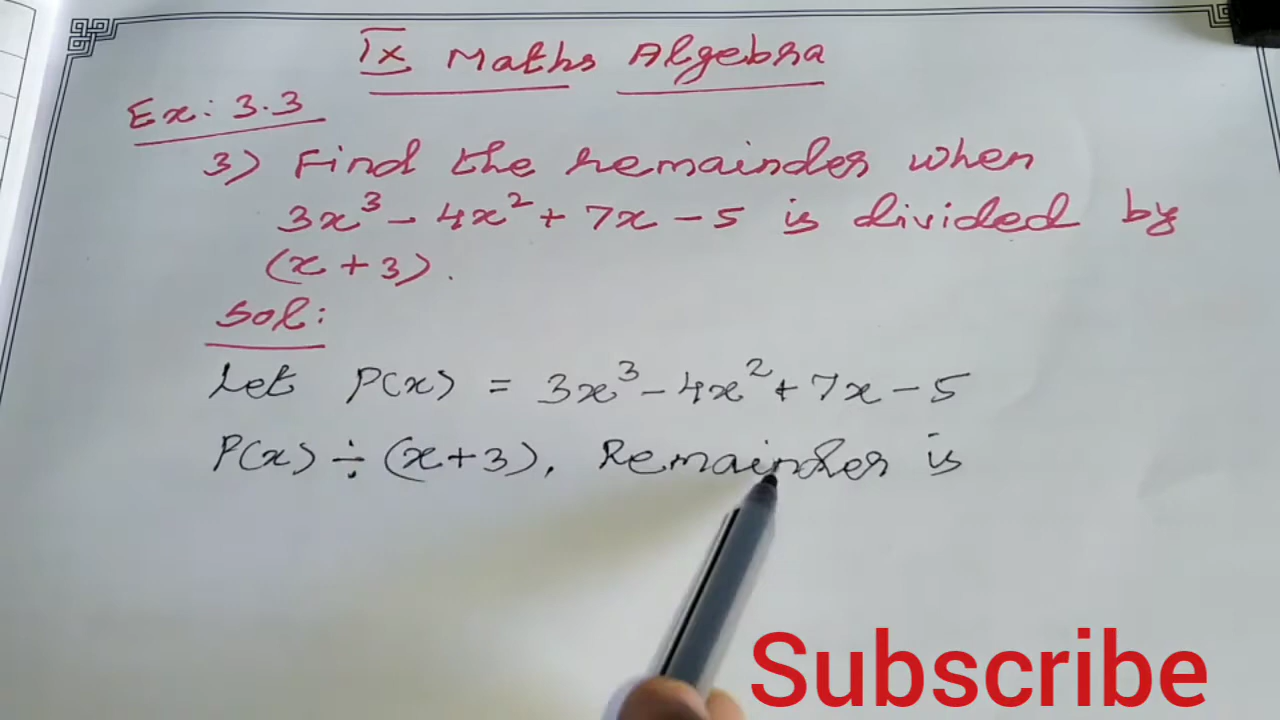 IX Maths Algebra
Ex: 3.3
3) Find the remainder when
3x³ - 4x² + 7x - 5 is divided by
(x + 3).
Sol:
Let P(x) = 3x³ - 4x² + 7x - 5
P(x) ÷ (x+3), Remainder is
Subscribe